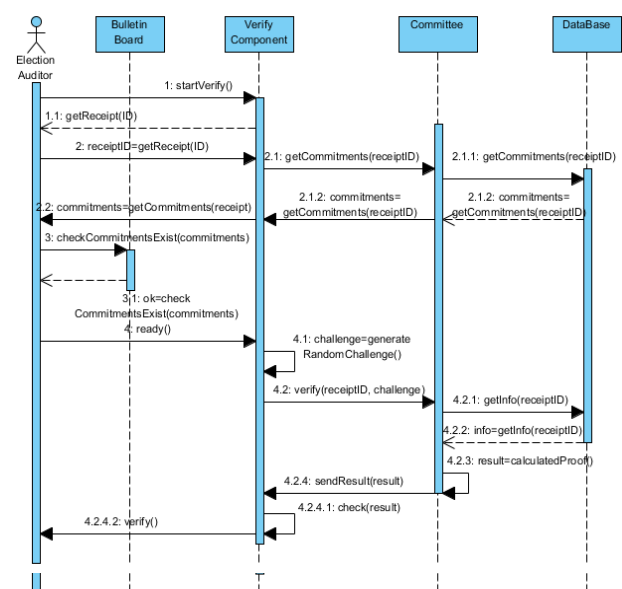 Bulletin
Board
Verify
Component
Committee
DataBase
Election
Auditor
1: startVerify()
1.1: getReceipt(ID)
2: receiptID=getReceipt(ID)
2.1: getCommitments(receiptID)
2.1.1: getCommitments(receiptID)
2.1.2: commitments=
getCommitments(receiptID)
2.1.2: commitments=
getCommitments(receiptID)
2.2: commitments=getCommitments(receipt)
3: checkCommitmentsExist(commitments)
3.1: ok=check
CommitmentsExist(commitments)
4: ready()
4.1: challenge=generate
RandomChallenge()
4.2: verify(receiptID, challenge)
4.2.1: getInfo(receiptID)
4.2.2: info=getInfo(receiptID)
4.2.3: result=calculatedProof()
4.2.4: sendResult(result)
4.2.4.1: check(result)
4.2.4.2: verify()